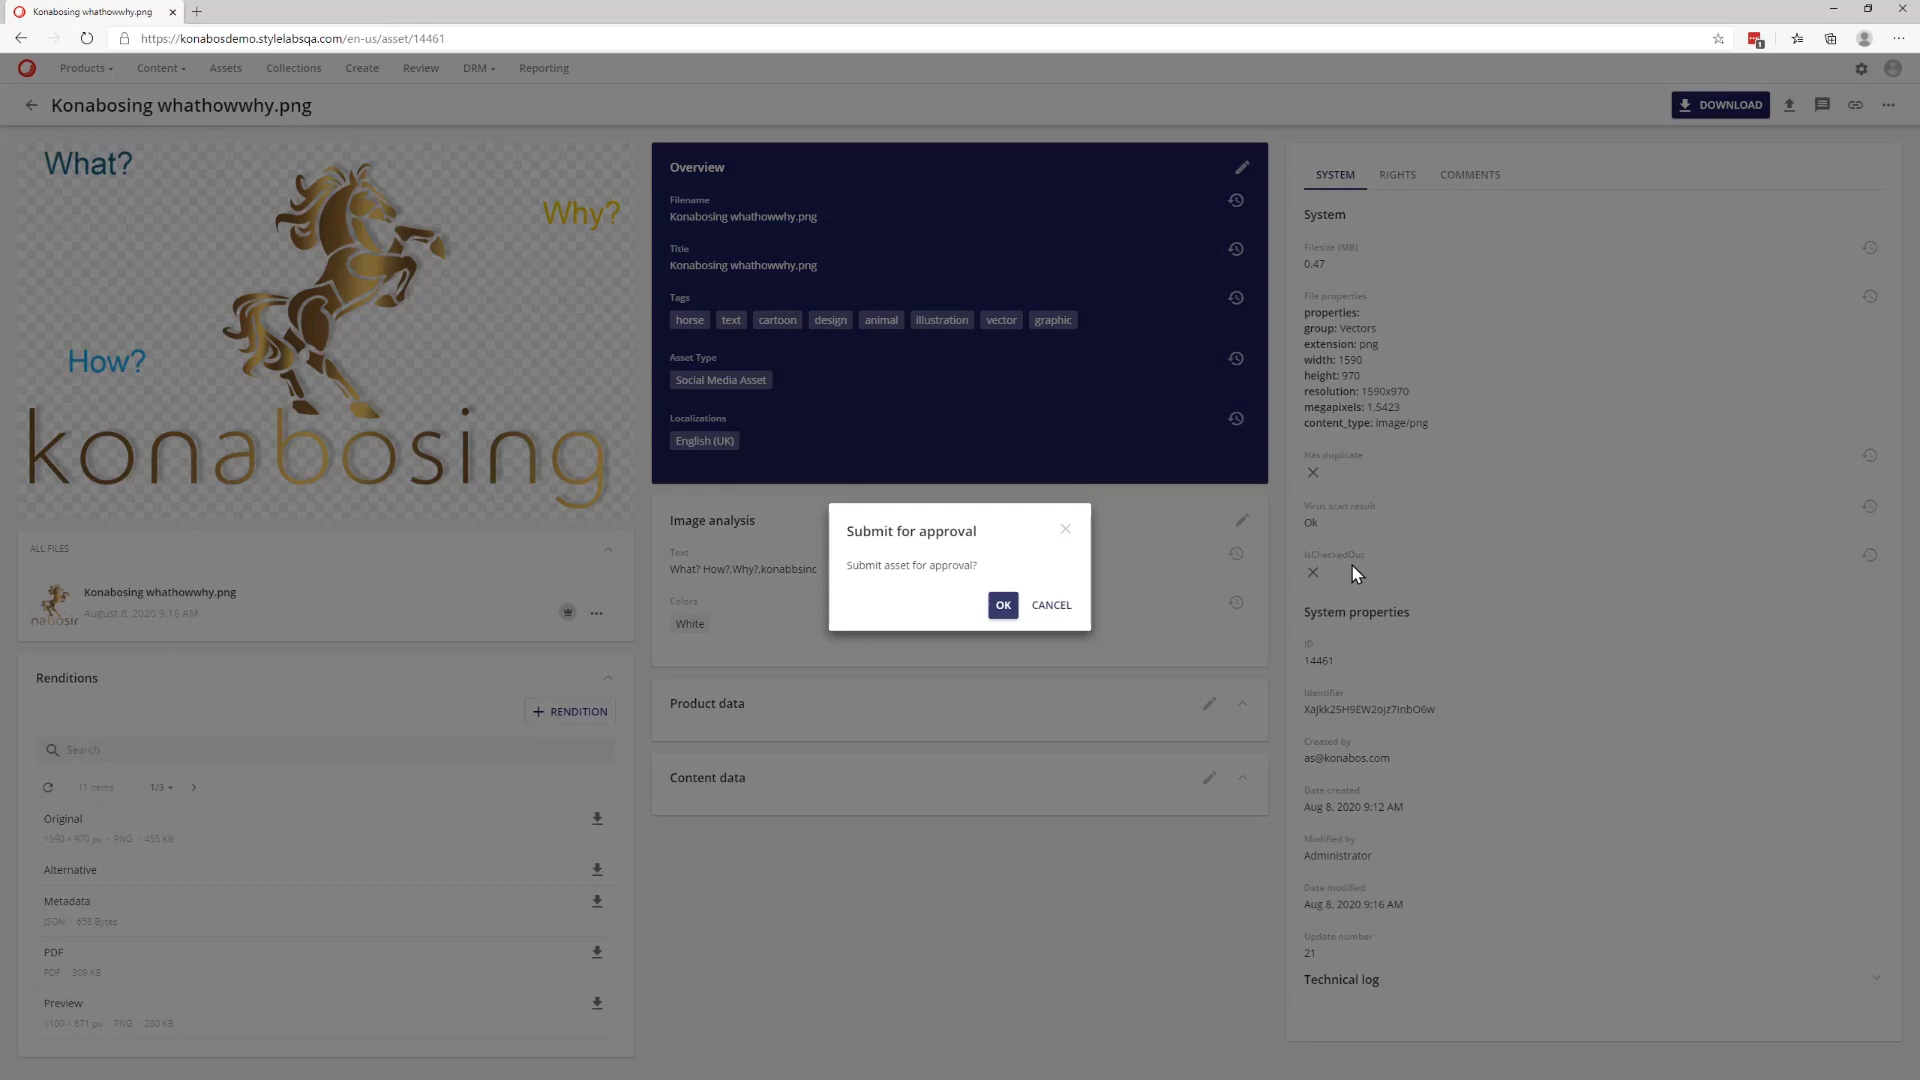 Konabosing whathowwhy.png
https://konabosdemo.stylelabsqa.com/en-us/asset/14461
1
Products
Content
Assets
Collections
Create
Review
DRM
Reporting
Konabosing whathowwhy.png
DOWNLOAD
What?
Why?
How?
konabosing
ALL FILES
Konabosing whathowwhy.png
August 8, 2020 9:16 AM
Renditions
+ RENDITION
Search
11 items
1/3
Original
1590 × 970 px · PNG · 455 KB
Alternative
Metadata
JSON · 658 Bytes
PDF
PDF · 309 KB
Preview
1100 × 671 px · PNG · 280 KB
Overview
Filename
Konabosing whathowwhy.png
Title
Konabosing whathowwhy.png
Tags
horse text cartoon design animal illustration vector graphic
Asset Type
Social Media Asset
Localizations
English (UK)
Image analysis
Text
What? How?,Why?,konabbsinc
Colors
White
Submit for approval
Submit asset for approval?
OK
CANCEL
Product data
Content data
SYSTEM
RIGHTS
COMMENTS
System
Filesize (MB)
0.47
File properties
properties:
group: Vectors
extension: png
width: 1590
height: 970
resolution: 1590x970
megapixels: 1.5423
content_type: image/png
Has duplicate
Virus scan result
Ok
IsCheckedOut
System properties
ID
14461
Identifier
XaJkk25H9EW2ojz7InbO6w
Created by
as@konabos.com
Date created
Aug 8, 2020 9:12 AM
Modified by
Administrator
Date modified
Aug 8, 2020 9:16 AM
Update number
21
Technical log